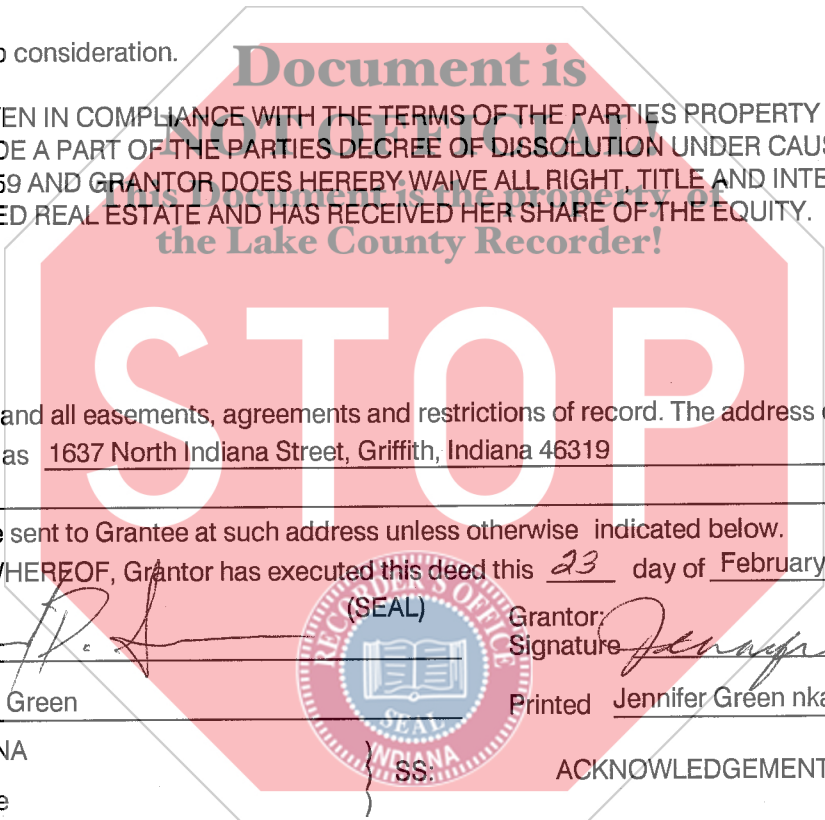 consideration.
Document is
EN IN COMPLIANCE WITH THE TERMS OF THE PARTIES PROPERTY
NOT OFFICIAL!
DE A PART OF THE PARTIES DECREE OF DISSOLUTION UNDER CAUS
59 AND GRANTOR DOES HEREBY WAIVE ALL RIGHT, TITLE AND INTE
This Document is the property of
ED REAL ESTATE AND HAS RECEIVED HER SHARE OF THE EQUITY.
the Lake County Recorder!
STOP
and all easements, agreements and restrictions of record. The address
as 1637 North Indiana Street, Griffith, Indiana 46319
e sent to Grantee at such address unless otherwise indicated below.
WHEREOF, Grantor has executed this deed this 23 day of February
(SEAL)
Grantor:
Signature Jennifer
Green
Printed Jennifer Green nka
RECORDER'S OFFICE
SEAL
INDIANA
NA
SS:
ACKNOWLEDGEMENT
e